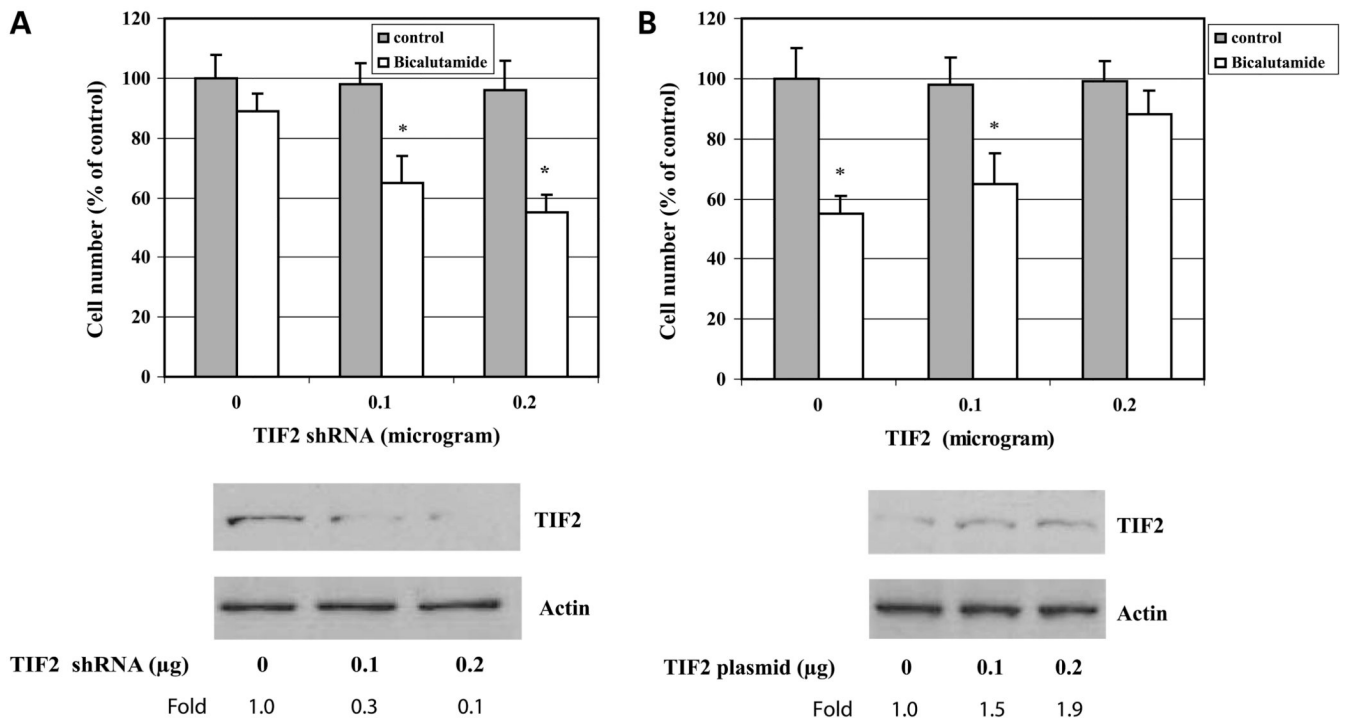 A
Cell number (% of control)
120
100
80
60
40
20
0
control
Bicalutamide
*
*
0 0.1 0.2
TIF2 shRNA (microgram)
TIF2
Actin
TIF2 shRNA (µg) 0 0.1 0.2
Fold 1.0 0.3 0.1
B
Cell number (% of control)
120
100
80
60
40
20
0
control
Bicalutamide
*
*
0 0.1 0.2
TIF2 (microgram)
TIF2
Actin
TIF2 plasmid (µg) 0 0.1 0.2
Fold 1.0 1.5 1.9